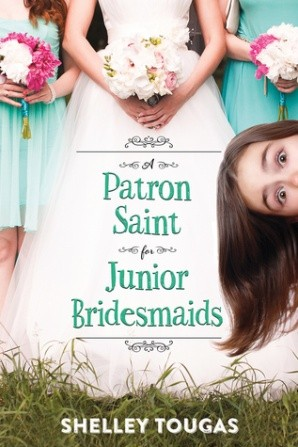 A
Patron
Saint
for
Junior
Bridesmaids
SHELLEY TOUGAS